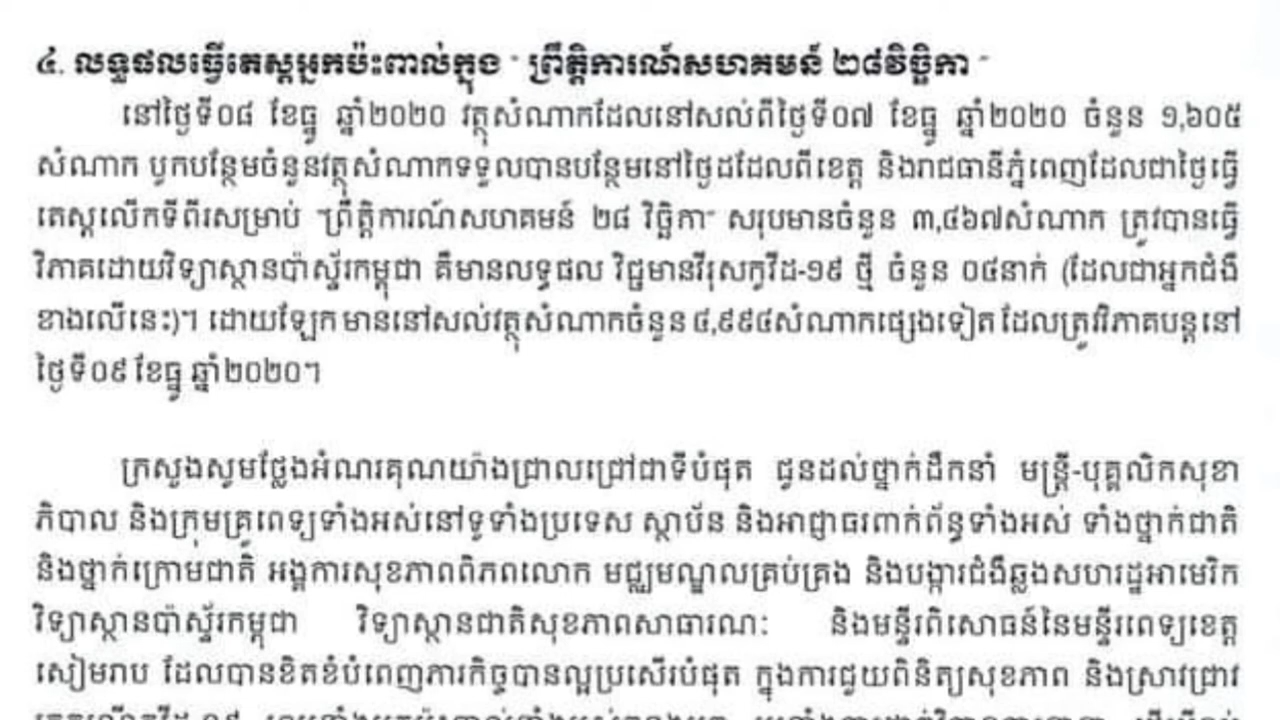 ៤. លទ្ធផលធ្វើតេស្តអ្នកប៉ះពាល់ក្នុង "ព្រឹត្តិការណ៍សហគមន៍ ២៨វិច្ឆិកា"
នៅថ្ងៃទី០៨ ខែធ្នូ ឆ្នាំ២០២០ វត្ថុសំណាកដែលនៅសល់ពីថ្ងៃទី០៧ ខែធ្នូ ឆ្នាំ២០២០ ចំនួន ១,៦០៥
សំណាក បូកបន្ថែមចំនួនវត្ថុសំណាកទទួលបានបន្ថែមនៅថ្ងៃដដែលពីខេត្ត និងរាជធានីភ្នំពេញដែលជាថ្ងៃធ្វើ
តេស្តលើកទីពីរសម្រាប់ "ព្រឹត្តិការណ៍សហគមន៍ ២៨ វិច្ឆិកា" សរុបមានចំនួន ៣,៤៦៧សំណាក ត្រូវបានធ្វើ
វិភាគដោយវិទ្យាស្ថានប៉ាស្ទ័រកម្ពុជា គឺមានលទ្ធផល វិជ្ជមានវីរុសកូវីដ-១៩ ថ្មី ចំនួន ០៤នាក់ (ដែលជាអ្នកជំងឺ
ខាងលើនេះ)។ ដោយឡែកមាននៅសល់វត្ថុសំណាកចំនួន ៤,៩៩៤សំណាកផ្សេងទៀត ដែលត្រូវវិភាគបន្តនៅ
ថ្ងៃទី០៩ ខែធ្នូ ឆ្នាំ២០២០។
ក្រសួងសូមថ្លែងអំណរគុណយ៉ាងជ្រាលជ្រៅជាទីបំផុត ជូនដល់ថ្នាក់ដឹកនាំ មន្ត្រី-បុគ្គលិកសុខា
ភិបាល និងក្រុមគ្រូពេទ្យទាំងអស់នៅទូទាំងប្រទេស ស្ថាប័ន និងអាជ្ញាធរពាក់ព័ន្ធទាំងអស់ ទាំងថ្នាក់ជាតិ
និងថ្នាក់ក្រោមជាតិ អង្គការសុខភាពពិភពលោក មជ្ឈមណ្ឌលគ្រប់គ្រង និងបង្ការជំងឺឆ្លងសហរដ្ឋអាមេរិក
វិទ្យាស្ថានប៉ាស្ទ័រកម្ពុជា វិទ្យាស្ថានជាតិសុខភាពសាធារណៈ និងមន្ទីរពិសោធន៍នៃមន្ទីរពេទ្យខេត្ត
សៀមរាប ដែលបានខិតខំបំពេញភារកិច្ចបានល្អប្រសើរបំផុត ក្នុងការជួយពិនិត្យសុខភាព និងស្រាវជ្រាវ